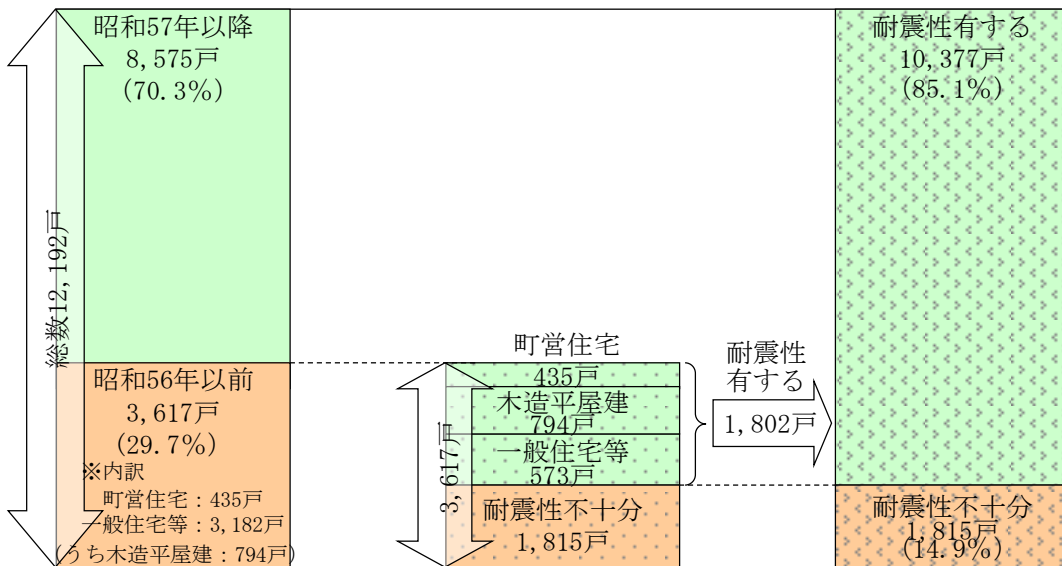 昭和57年以降
8,575戸
(70.3%)
総数12,192戸
昭和56年以前
3,617戸
(29.7%)
※内訳
町営住宅：435戸
一般住宅等：3,182戸
(うち木造平屋建：794戸)
町営住宅
435戸
木造平屋建
794戸
一般住宅等
573戸
耐震性不十分
1,815戸
3,617戸
耐震性
有する
1,802戸
耐震性有する
10,377戸
(85.1%)
耐震性不十分
1,815戸
(14.9%)